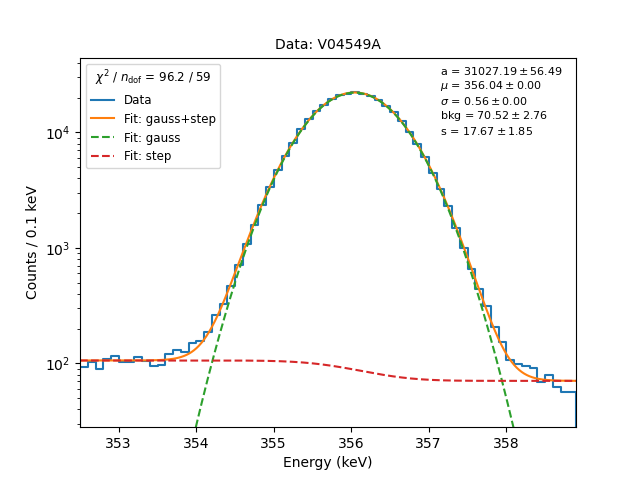 Data: V04549A
χ² / n_dof = 96.2 / 59
Data
Fit: gauss+step
Fit: gauss
Fit: step
a = 31027.19 ± 56.49
μ = 356.04 ± 0.00
σ = 0.56 ± 0.00
bkg = 70.52 ± 2.76
s = 17.67 ± 1.85
Counts / 0.1 keV
10⁴
10³
10²
353 354 355 356 357 358
Energy (keV)